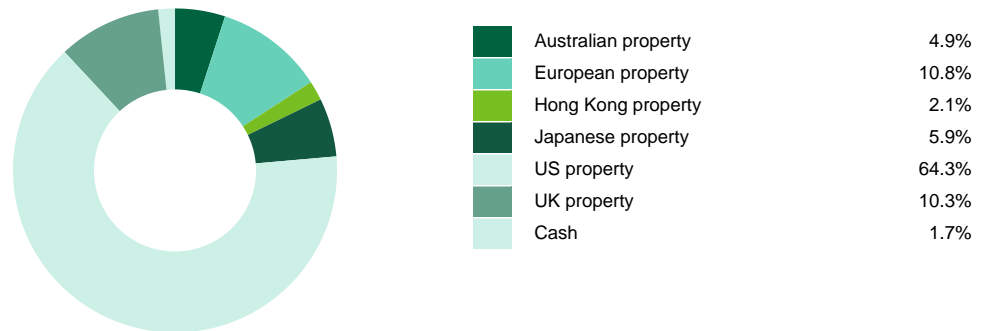 Australian property 4.9%
European property 10.8%
Hong Kong property 2.1%
Japanese property 5.9%
US property 64.3%
UK property 10.3%
Cash 1.7%